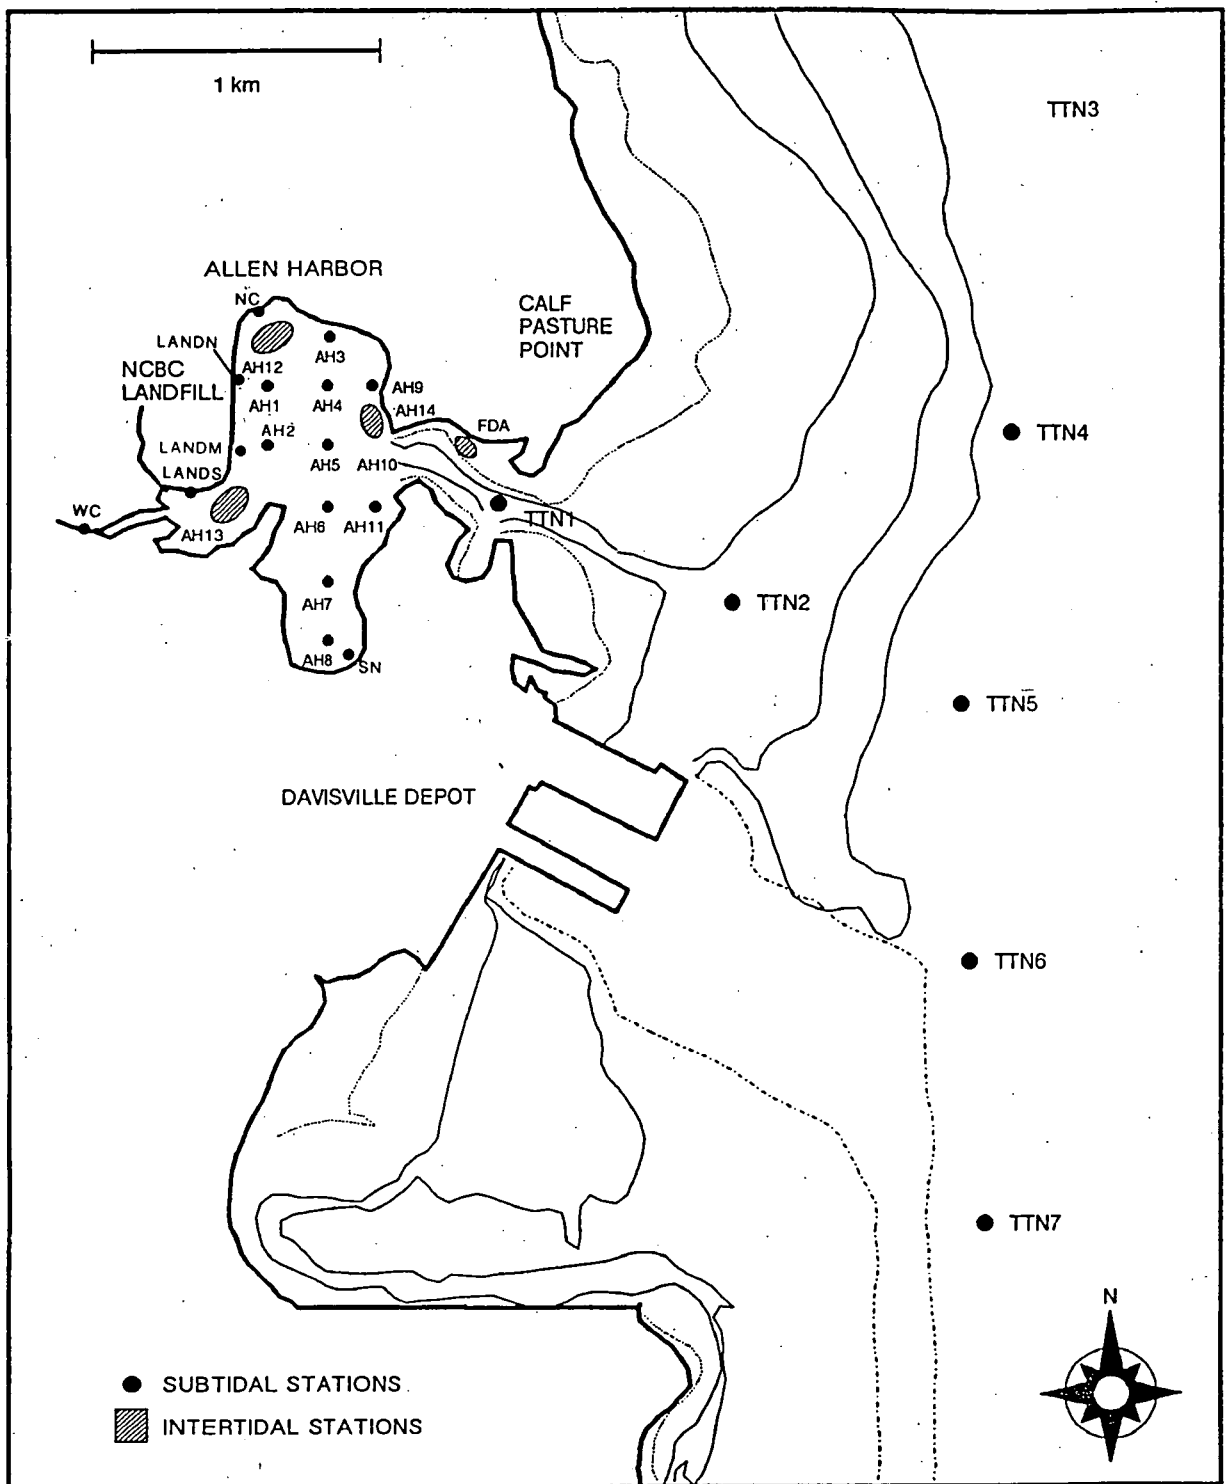 1 km
TTN3
ALLEN HARBOR
NC
CALF
PASTURE
POINT
LANDN
AH3
NCBC
LANDFILL
AH12
AH9
AH1
AH4
AH14
FDA
AH2
TTN4
LANDM
AH5
AH10
LANDS
WC
AH13
AH6
AH11
TTN1
AH7
TTN2
AH8
SN
TTN5
DAVISVILLE DEPOT
TTN6
TTN7
N
SUBTIDAL STATIONS
INTERTIDAL STATIONS